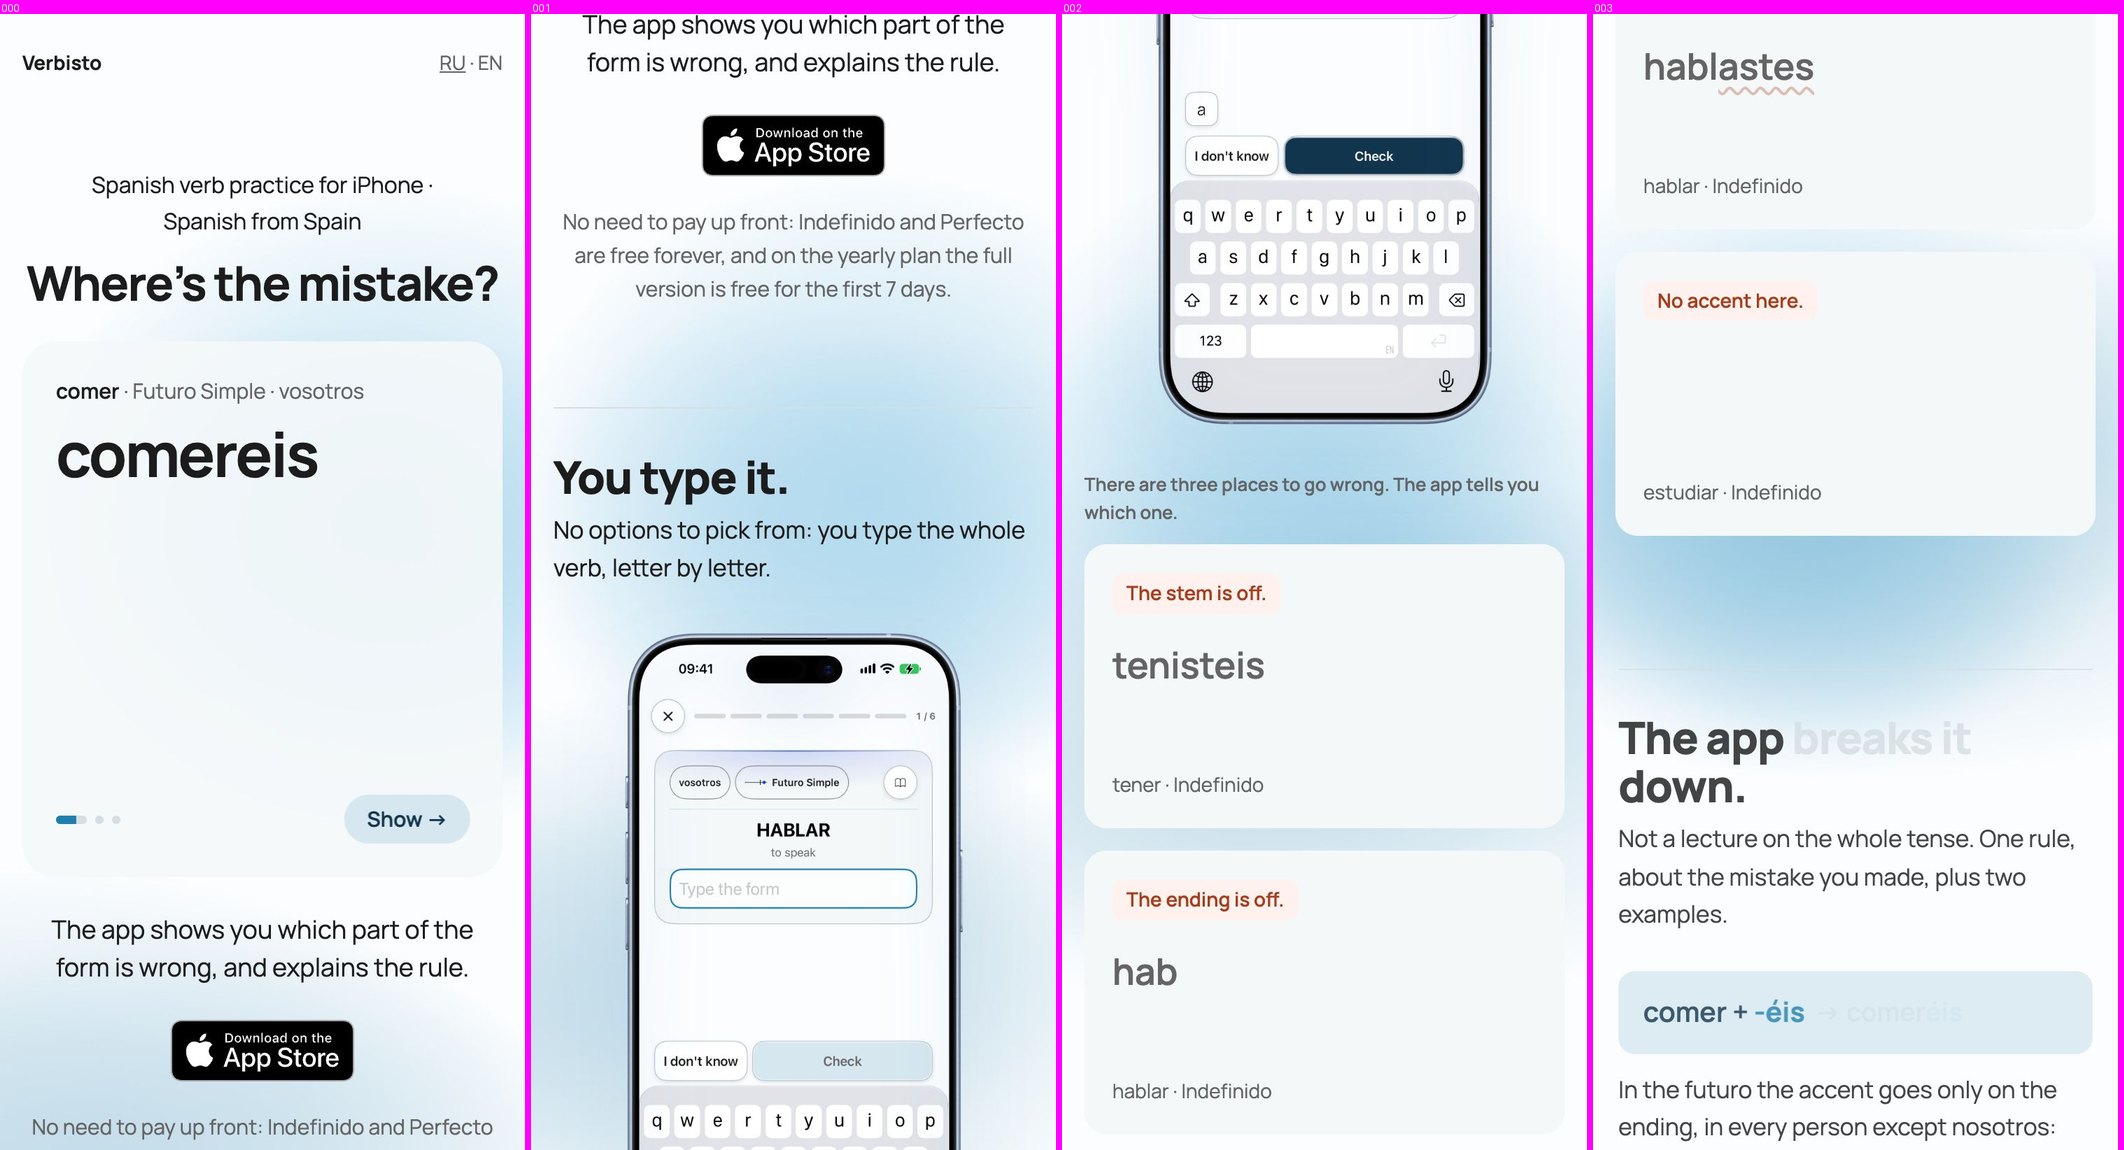 000
Verbisto
RU · EN
Spanish verb practice for iPhone ·
Spanish from Spain
Where's the mistake?
comer · Futuro Simple · vosotros
comereis
Show →
The app shows you which part of the
form is wrong, and explains the rule.
Download on the
App Store
No need to pay up front: Indefinido and Perfecto
001
The app shows you which part of the
form is wrong, and explains the rule.
Download on the
App Store
No need to pay up front: Indefinido and Perfecto
are free forever, and on the yearly plan the full
version is free for the first 7 days.
You type it.
No options to pick from: you type the whole
verb, letter by letter.
09:41
1 / 6
vosotros
Futuro Simple
HABLAR
to speak
Type the form
I don't know
Check
q w e r t y u i o p
002
a
I don't know
Check
q w e r t y u i o p
a s d f g h j k l
z x c v b n m
123
EN
There are three places to go wrong. The app tells you
which one.
The stem is off.
tenisteis
tener · Indefinido
The ending is off.
hab
hablar · Indefinido
003
hablastes
hablar · Indefinido
No accent here.
estudiar · Indefinido
The app breaks it
down.
Not a lecture on the whole tense. One rule,
about the mistake you made, plus two
examples.
comer + -éis → comeréis
In the futuro the accent goes only on the
ending, in every person except nosotros: